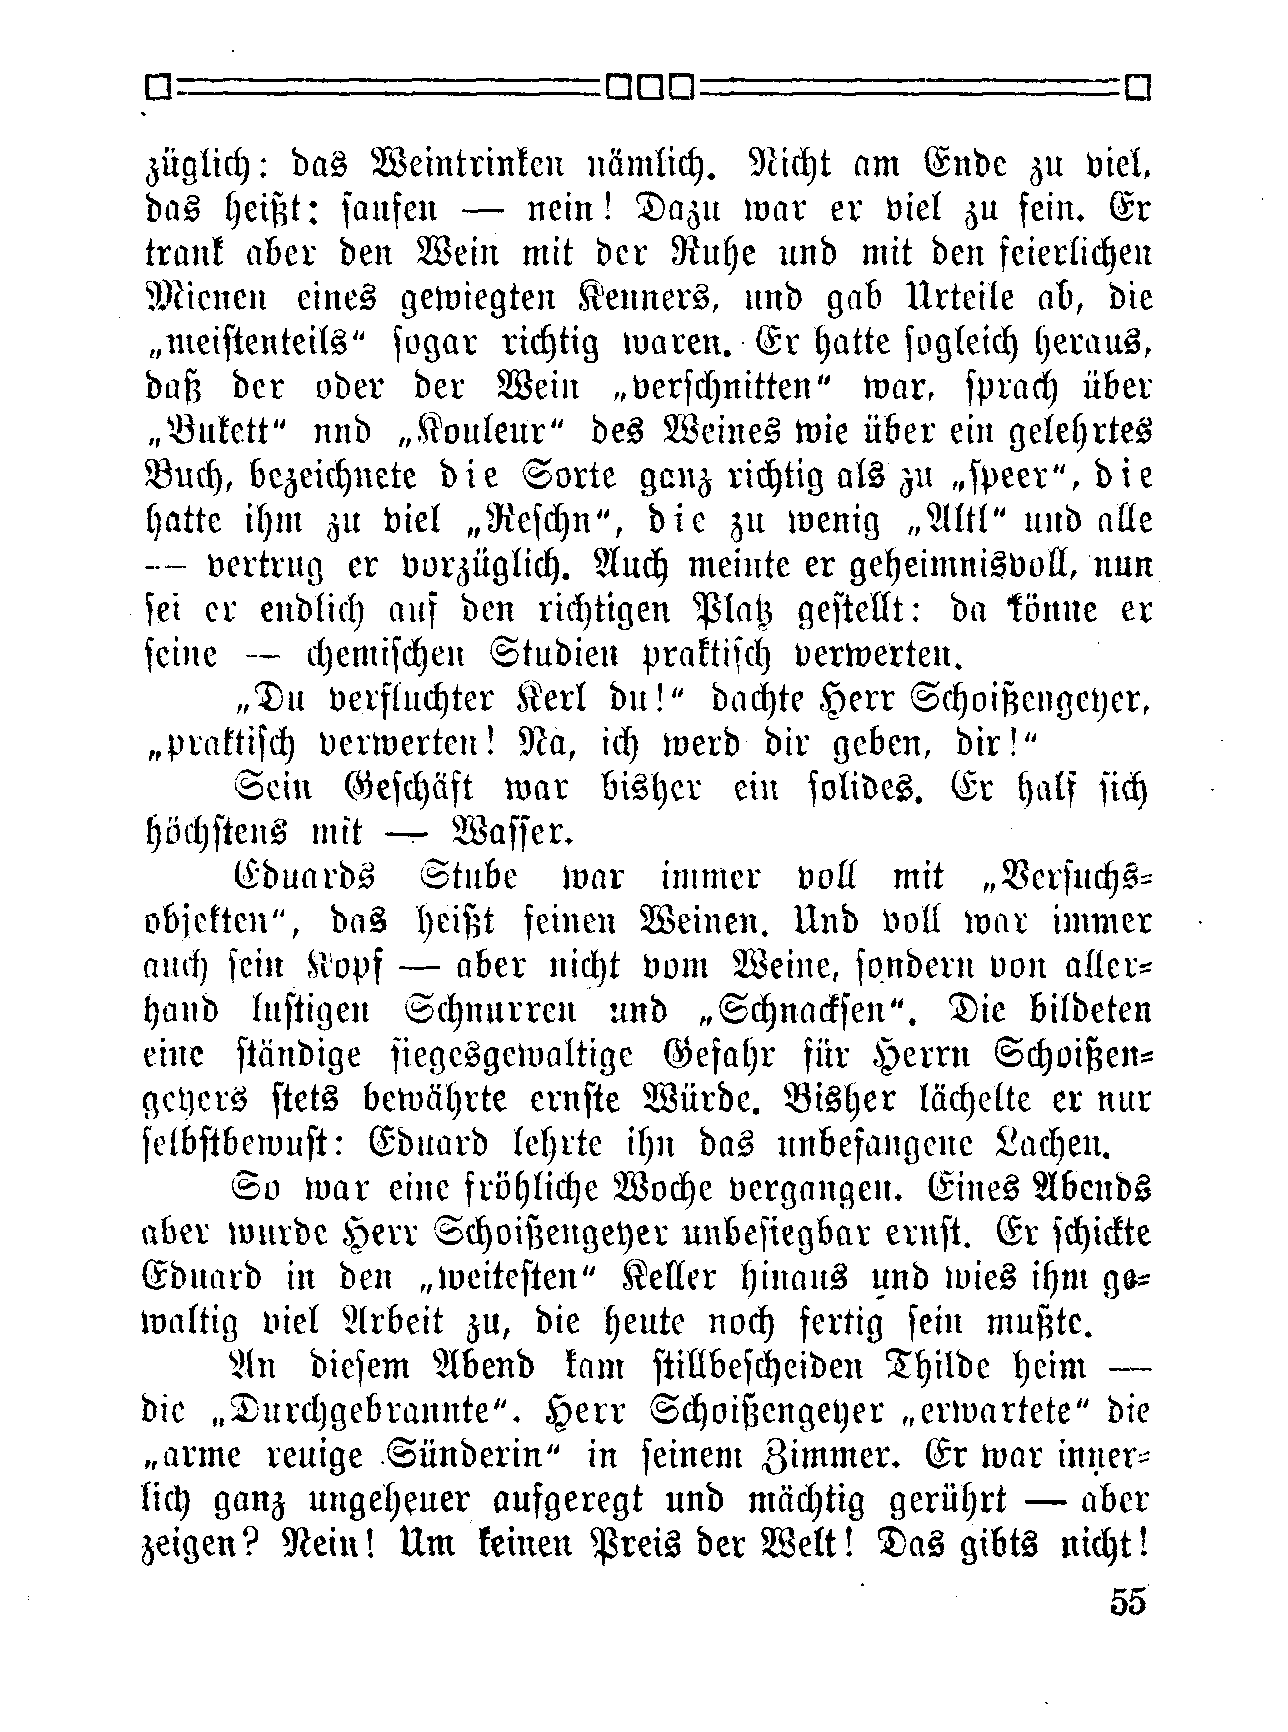 züglich: das Weintrinken nämlich. Nicht am Ende zu viel,
das heißt: saufen — nein! Dazu war er viel zu fein. Er
trank aber den Wein mit der Ruhe und mit den feierlichen
Mienen eines gewiegten Kenners, und gab Urteile ab, die
„meistenteils“ sogar richtig waren. Er hatte sogleich heraus,
daß der oder der Wein „verschnitten“ war, sprach über
„Bukett“ nnd „Kouleur“ des Weines wie über ein gelehrtes
Buch, bezeichnete die Sorte ganz richtig als zu „speer“, die
hatte ihm zu viel „Reschn“, die zu wenig „Altl“ und alle
— vertrug er vorzüglich. Auch meinte er geheimnisvoll, nun
sei er endlich auf den richtigen Platz gestellt: da könne er
seine — chemischen Studien praktisch verwerten.
„Du verfluchter Kerl du!“ dachte Herr Schoißengeyer,
„praktisch verwerten! Na, ich werd dir geben, dir!“
Sein Geschäft war bisher ein solides. Er half sich
höchstens mit — Wasser.
Eduards Stube war immer voll mit „Versuchs-
objekten“, das heißt seinen Weinen. Und voll war immer
auch sein Kopf — aber nicht vom Weine, sondern von aller-
hand lustigen Schnurren und „Schnacksen“. Die bildeten
eine ständige siegesgewaltige Gefahr für Herrn Schoißen-
geyers stets bewährte ernste Würde. Bisher lächelte er nur
selbstbewußt: Eduard lehrte ihn das unbefangene Lachen.
So war eine fröhliche Woche vergangen. Eines Abends
aber wurde Herr Schoißengeyer unbesiegbar ernst. Er schickte
Eduard in den „weitesten“ Keller hinaus und wies ihm ge-
waltig viel Arbeit zu, die heute noch fertig sein mußte.
An diesem Abend kam stillbescheiden Thilde heim —
die „Durchgebrannte“. Herr Schoißengeyer „erwartete“ die
„arme reuige Sünderin“ in seinem Zimmer. Er war inner-
lich ganz ungeheuer aufgeregt und mächtig gerührt — aber
zeigen? Nein! Um keinen Preis der Welt! Das gibts nicht!
55